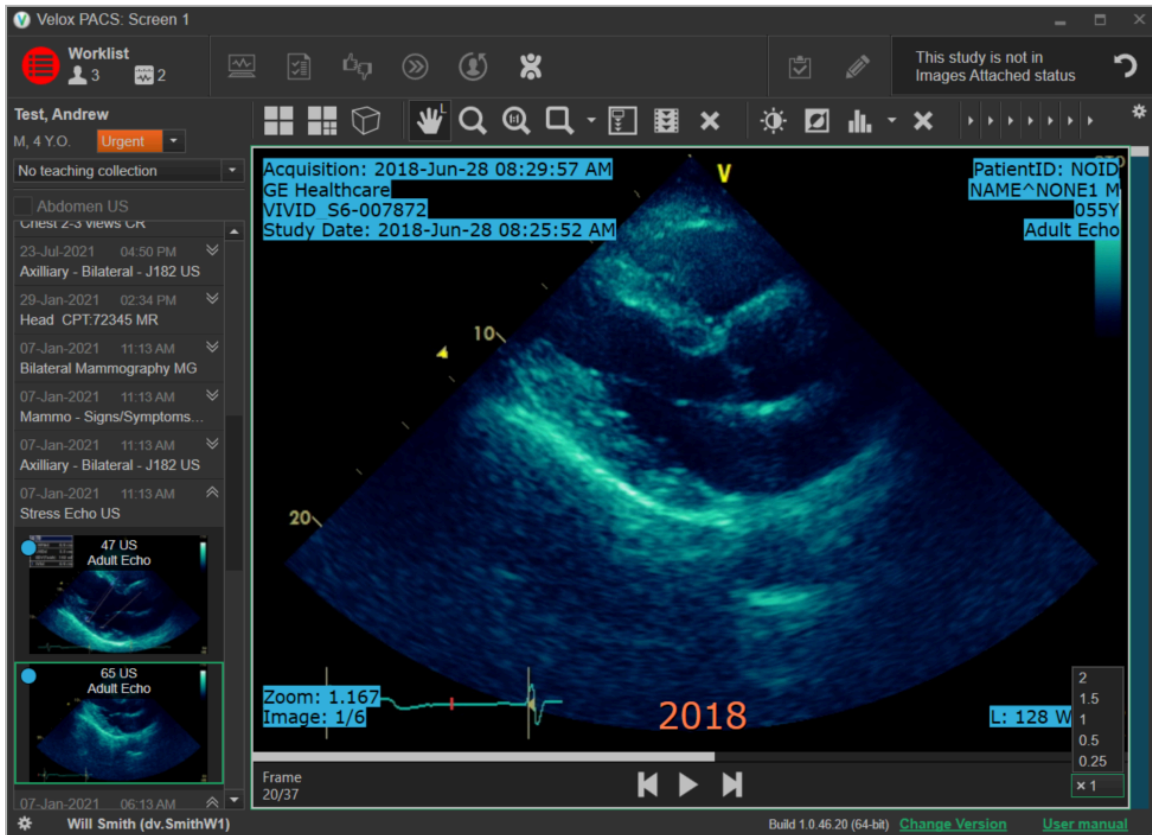 Velox PACS: Screen 1
Worklist
3 2
This study is not in
Images Attached status
Test, Andrew
M, 4 Y.O. Urgent
No teaching collection
Abdomen US
Chest 2-3 views CR
23-Jul-2021 04:50 PM
Axilliary - Bilateral - J182 US
29-Jan-2021 02:34 PM
Head CPT:72345 MR
07-Jan-2021 11:13 AM
Bilateral Mammography MG
07-Jan-2021 11:13 AM
Mammo - Signs/Symptoms...
07-Jan-2021 11:13 AM
Axilliary - Bilateral - J182 US
07-Jan-2021 11:13 AM
Stress Echo US
47 US
Adult Echo
65 US
Adult Echo
07-Jan-2021 06:13 AM
L
1:1
Acquisition: 2018-Jun-28 08:29:57 AM
GE Healthcare
VIVID_S6-007872
Study Date: 2018-Jun-28 08:25:52 AM
V
PatientID: NOID
NAME^NONE1 M
055Y
Adult Echo
10
20
Zoom: 1.167
Image: 1/6
2018
L: 128 W
2
1.5
1
0.5
0.25
× 1
Frame
20/37
Will Smith (dv.SmithW1)
Build 1.0.46.20 (64-bit) Change Version User manual